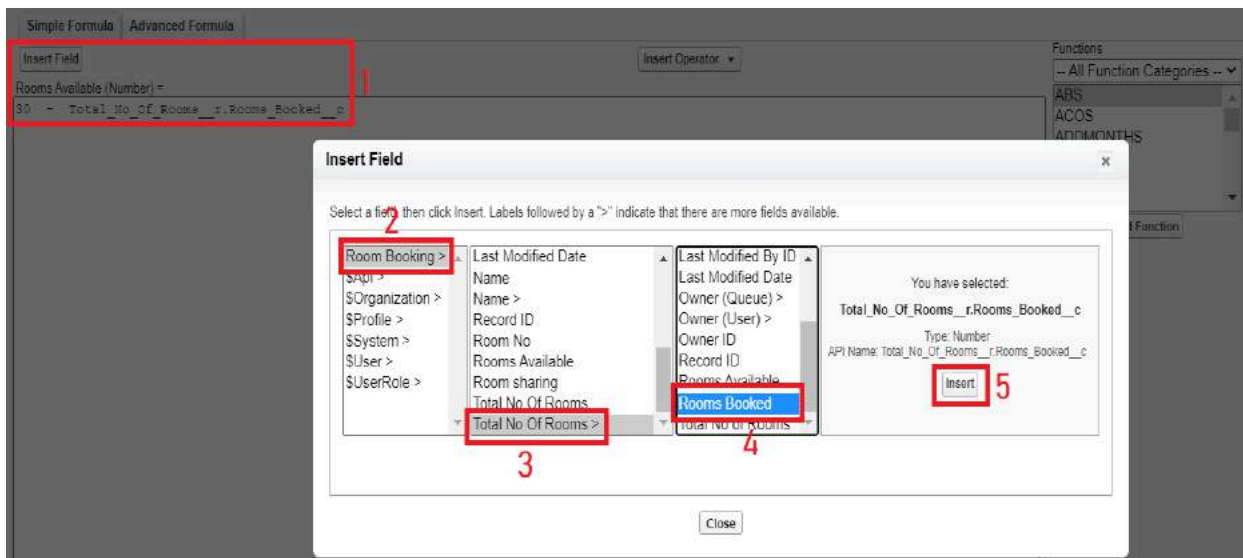 Simple Formula Advanced Formula
Insert Field
Insert Operator ▾
Functions
Rooms Available (Number) =
1
-- All Function Categories --
30 - Total_No_Of_Rooms__r.Rooms_Booked__c
ABS
ACOS
ADDMONTHS
Insert Field
x
Select a field, then click Insert. Labels followed by a ">" indicate that there are more fields available.
2
Room Booking >
$Api >
$Organization >
$Profile >
$System >
$User >
$UserRole >
Last Modified Date
Name
Name >
Record ID
Room No
Rooms Available
Room sharing
Total No Of Rooms
Total No Of Rooms >
3
Last Modified By ID
Last Modified Date
Owner (Queue) >
Owner (User) >
Owner ID
Record ID
Rooms Available
Rooms Booked
Total No of Rooms
4
You have selected:
Total_No_Of_Rooms__r.Rooms_Booked__c
Type: Number
API Name: Total_No_Of_Rooms__r.Rooms_Booked__c
Insert
5
Function
Close